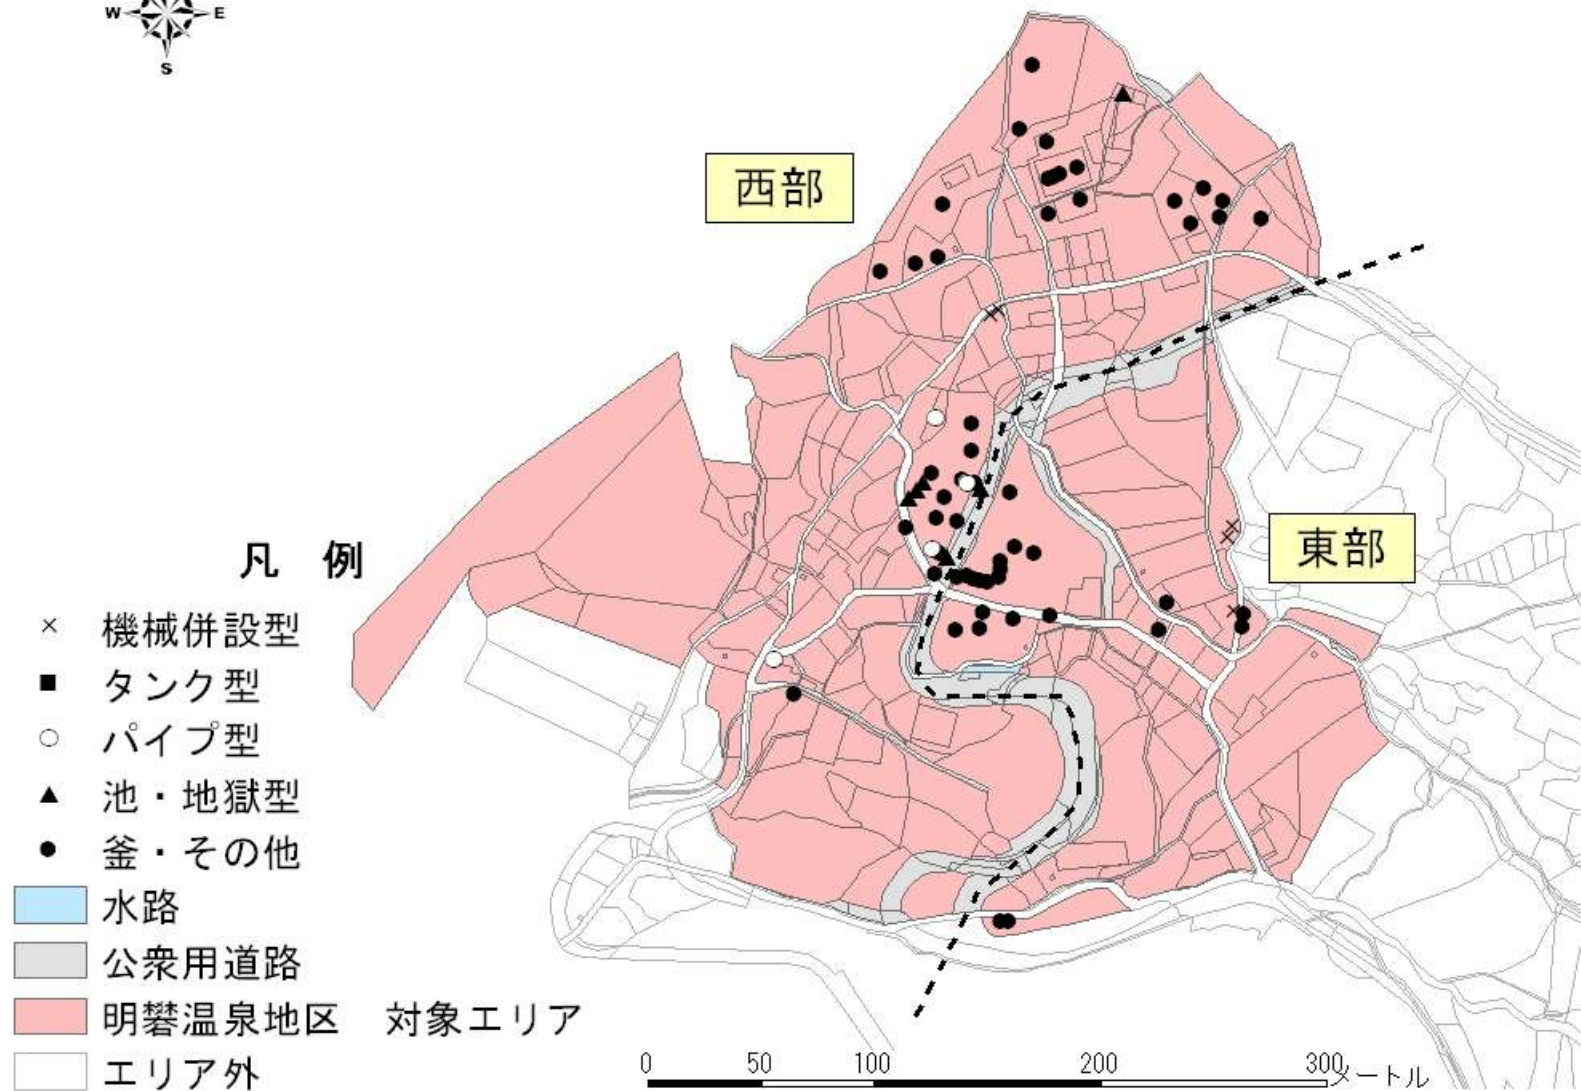 W E
S
西部
東部
凡 例
機械併設型
タンク型
パイプ型
池・地獄型
釜・その他
水路
公衆用道路
明礬温泉地区 対象エリア
エリア外
0 50 100 200 300
メートル